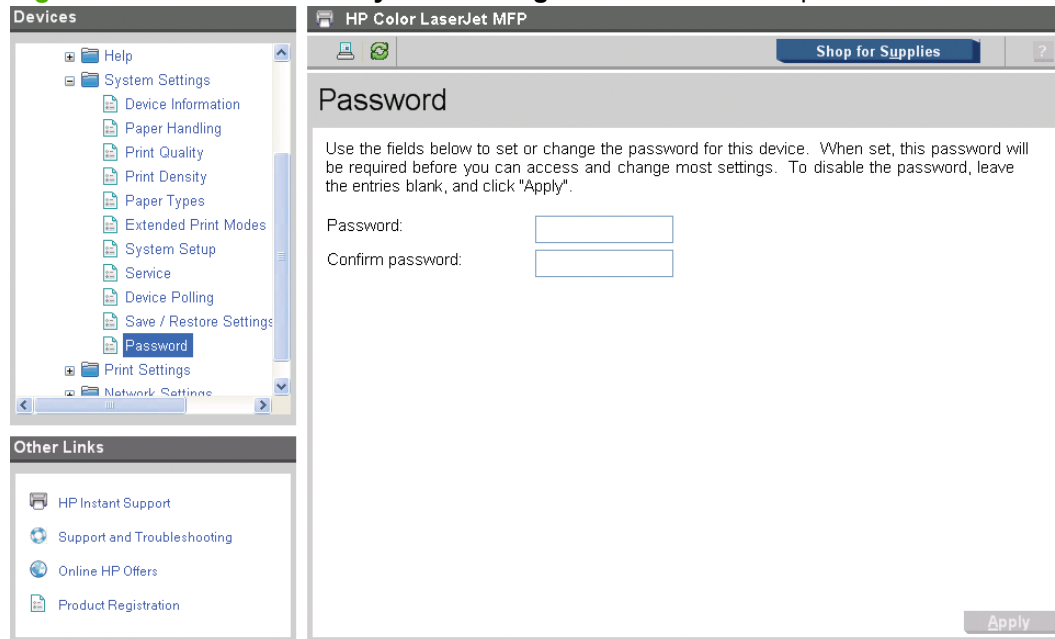 Devices
Help
System Settings
Device Information
Paper Handling
Print Quality
Print Density
Paper Types
Extended Print Modes
System Setup
Service
Device Polling
Save / Restore Settings
Password
Print Settings
Network Settings
Other Links
HP Instant Support
Support and Troubleshooting
Online HP Offers
Product Registration
HP Color LaserJet MFP
Shop for Supplies
?
Password
Use the fields below to set or change the password for this device. When set, this password will
be required before you can access and change most settings. To disable the password, leave
the entries blank, and click "Apply".
Password:
Confirm password:
Apply